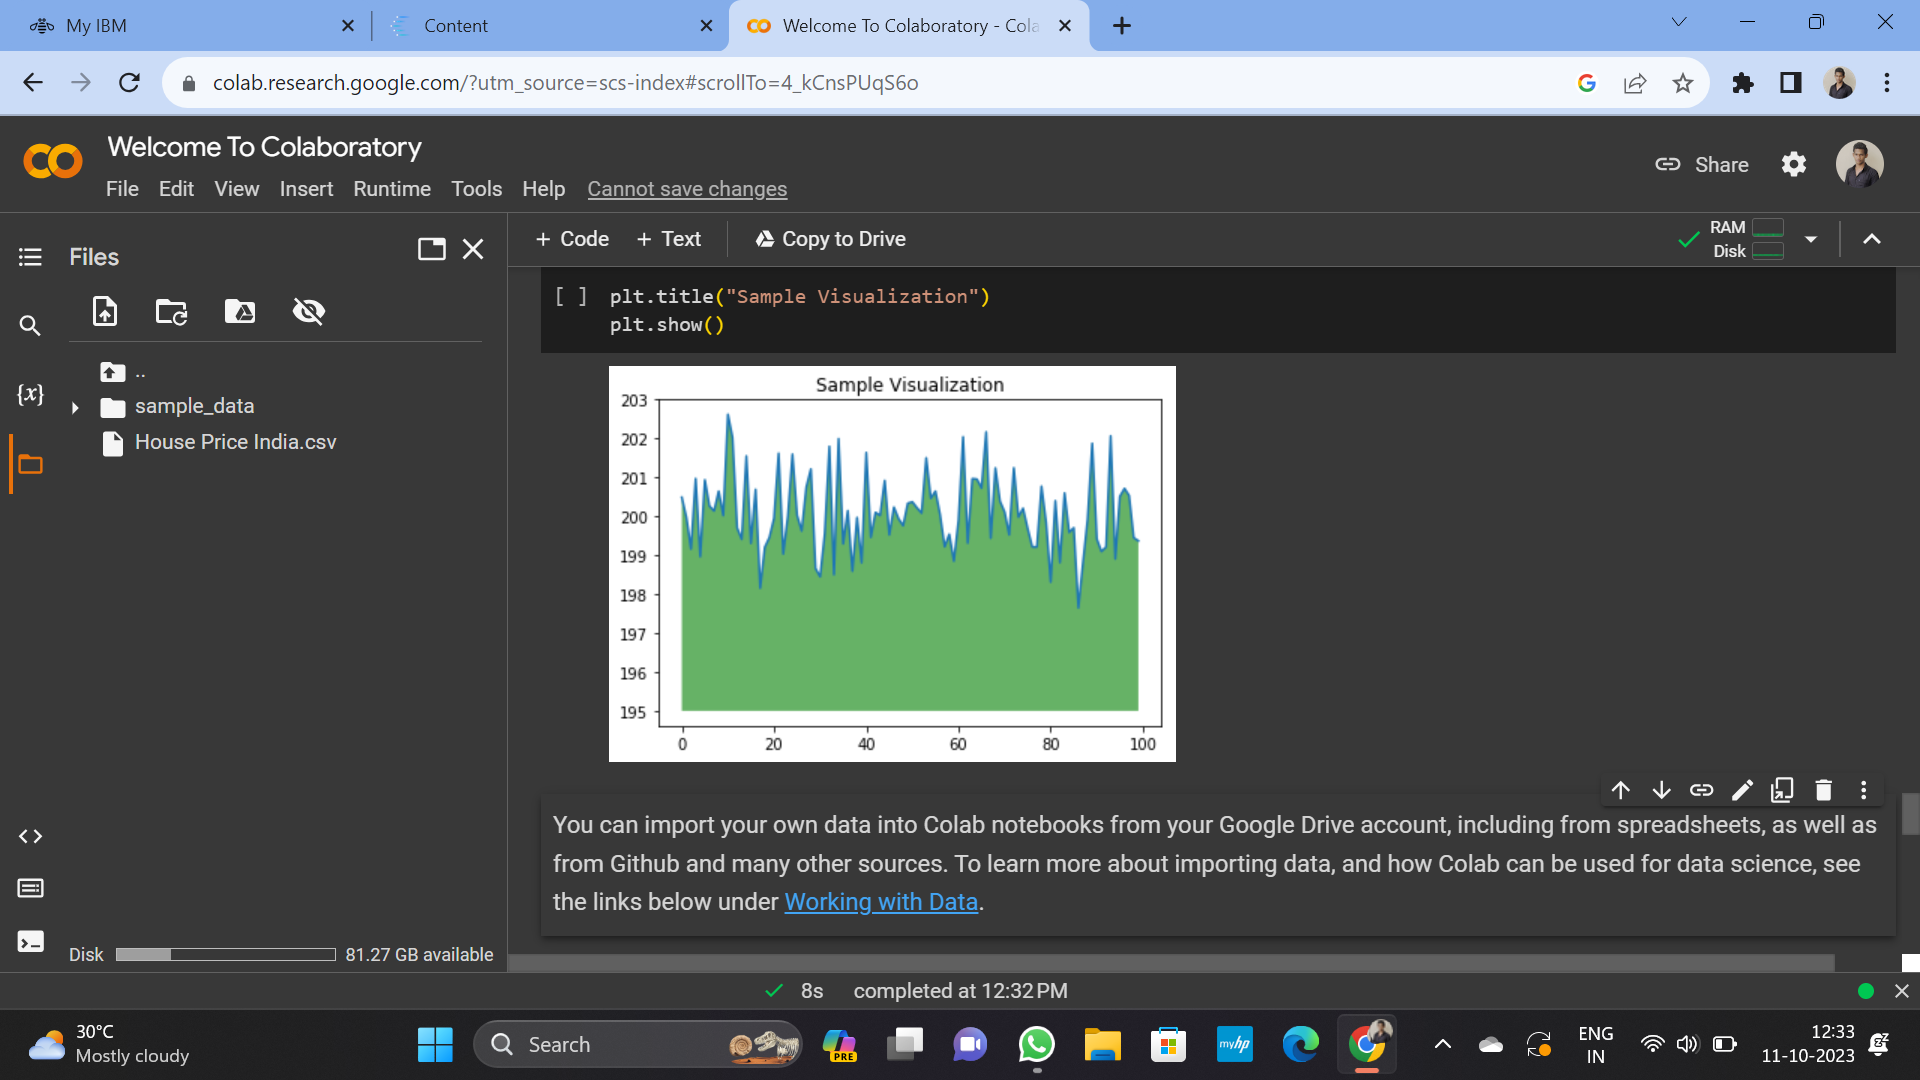 My IBM
Content
Welcome To Colaboratory - Cola
colab.research.google.com/?utm_source=scs-index#scrollTo=4_kCnsPUqS6o
Welcome To Colaboratory
File Edit View Insert Runtime Tools Help Cannot save changes
Share
Files
+ Code + Text Copy to Drive
RAM
Disk
..
sample_data
House Price India.csv
{x}
[ ] plt.title("Sample Visualization")
plt.show()
Sample Visualization
203
202
201
200
199
198
197
196
195
0 20 40 60 80 100
You can import your own data into Colab notebooks from your Google Drive account, including from spreadsheets, as well as
from Github and many other sources. To learn more about importing data, and how Colab can be used for data science, see
the links below under Working with Data.
Disk 81.27 GB available
8s completed at 12:32 PM
30°C
Mostly cloudy
Search
PRE
myhp
ENG
IN
12:33
11-10-2023